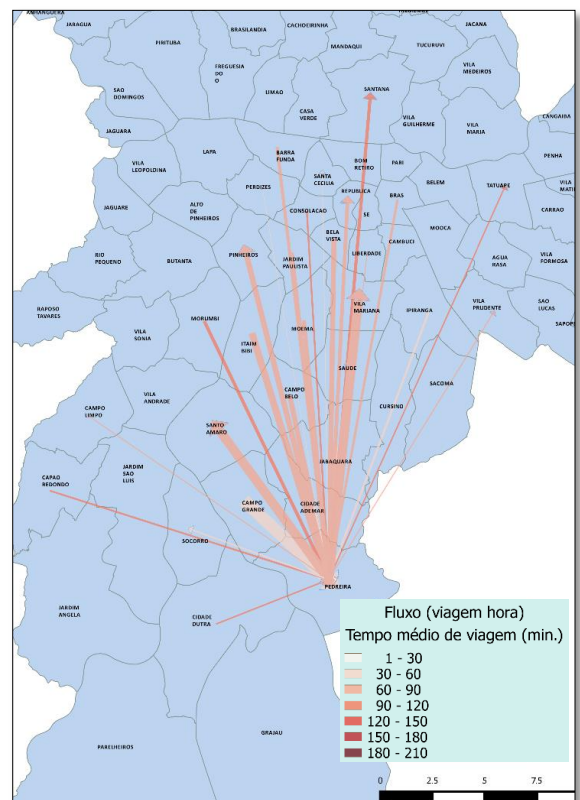 ANHANGUERA
JARAGUA
PIRITUBA
BRASILANDIA
CACHOEIRINHA
MANDAQUI
TUCURUVI
JACANA
FREGUESIA
DO
O
VILA
MEDEIROS
SAO
DOMINGOS
LIMAO
SANTANA
CASA
VERDE
VILA
GUILHERME
VILA
MARIA
CANGAIBA
JAGUARA
LAPA
BARRA
FUNDA
BOM
RETIRO
PARI
PENHA
VILA
LEOPOLDINA
PERDIZES
SANTA
CECILIA
REPUBLICA
BRAS
BELEM
TATUAPE
VILA
MATI
JAGUARE
ALTO
DE
PINHEIROS
CONSOLACAO
SE
CARRAO
BELA
VISTA
MOOCA
CAMBUCI
RIO
PEQUENO
BUTANTA
PINHEIROS
JARDIM
PAULISTA
LIBERDADE
AGUA
RASA
VILA
FORMOSA
RAPOSO
TAVARES
MORUMBI
VILA
MARIANA
IPIRANGA
VILA
PRUDENTE
SAO
LUCAS
SAPOP
VILA
SONIA
ITAIM
BIBI
MOEMA
SAUDE
SACOMA
VILA
ANDRADE
CAMPO
BELO
CURSINO
CAMPO
LIMPO
SANTO
AMARO
JABAQUARA
CAPAO
REDONDO
JARDIM
SÃO
LUIS
CAMPO
GRANDE
CIDADE
ADEMAR
SOCORRO
PEDREIRA
JARDIM
ANGELA
CIDADE
DUTRA
GRAJAU
PARELHEIROS
Fluxo (viagem hora)
Tempo médio de viagem (min.)
1 - 30
30 - 60
60 - 90
90 - 120
120 - 150
150 - 180
180 - 210
0 2.5 5 7.5